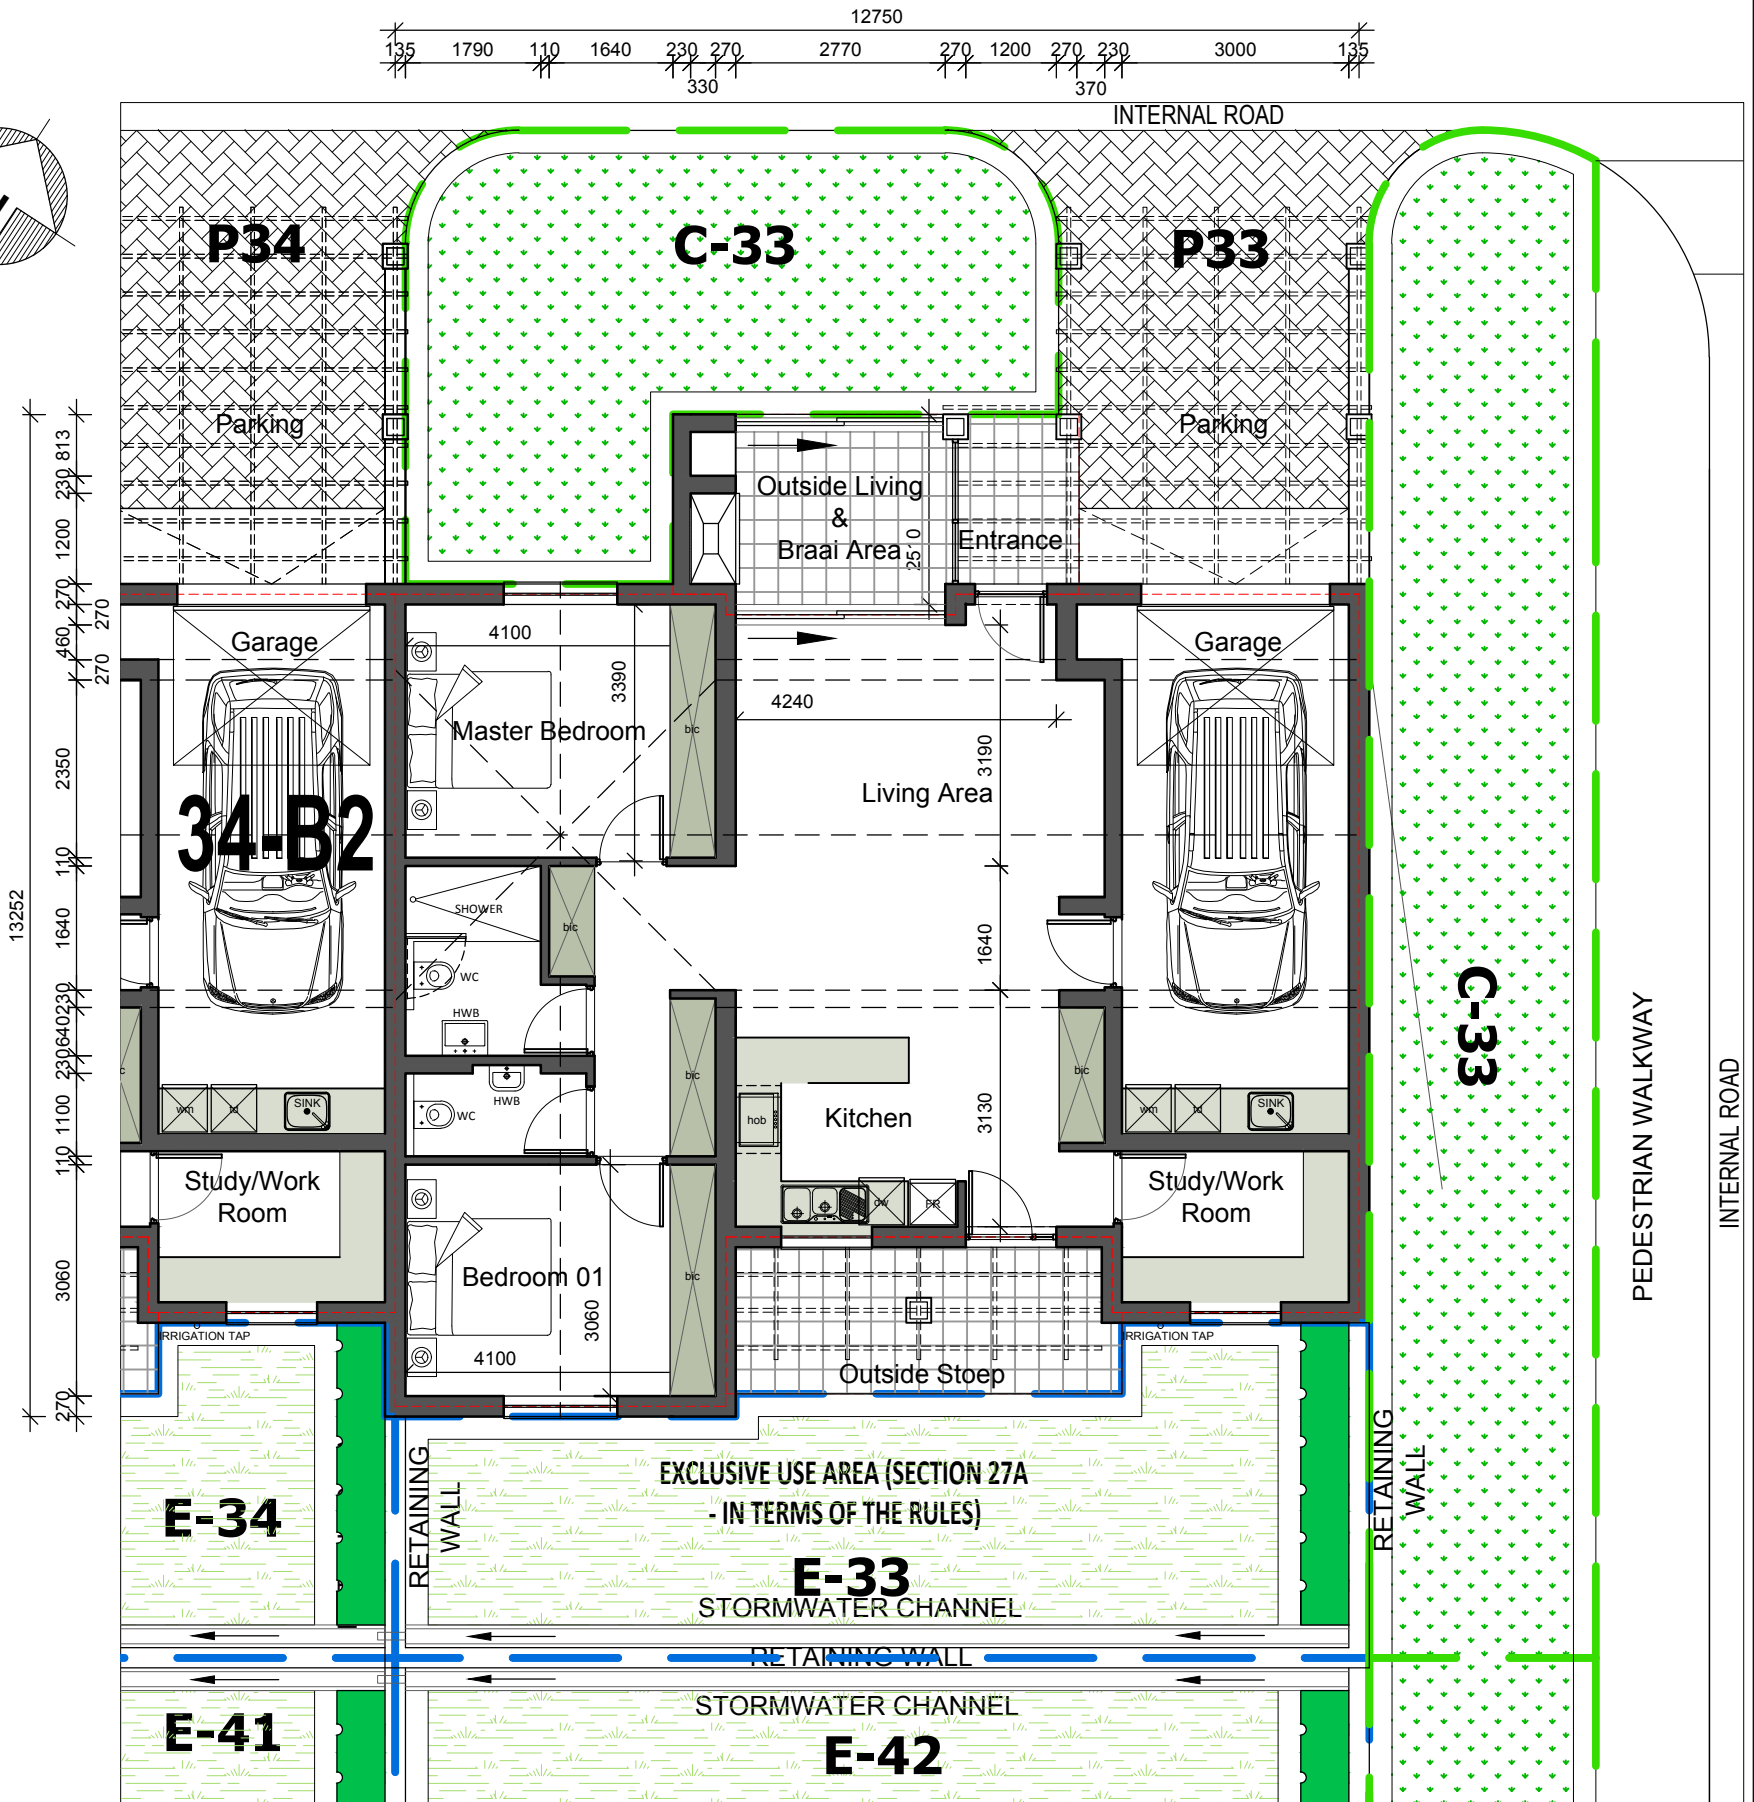 12750
135 1790 110 1640 230 270 2770 270 1200 270 230 3000 135
330 370
INTERNAL ROAD
P34
C-33
P33
Parking
Parking
813
230
1200
270
270
460
270
2350
110
1640
230
640
230
1100
110
3060
270
13252
Outside Living
&
Braai Area
2510
Entrance
Garage
4100
3390
Master Bedroom
bic
4240
3190
Living Area
Garage
34-B2
SHOWER
bic
WC
HWB
1640
C-33
PEDESTRIAN WALKWAY
INTERNAL ROAD
wm
td
SINK
WC
HWB
bic
hob
Kitchen
3130
bic
wm
td
SINK
Study/Work
Room
dw
FR
Study/Work
Room
Bedroom 01
bic
3060
4100
IRRIGATION TAP
Outside Stoep
IRRIGATION TAP
RETAINING
WALL
RETAINING
WALL
EXCLUSIVE USE AREA (SECTION 27A
- IN TERMS OF THE RULES)
E-34
E-33
STORMWATER CHANNEL
RETAINING WALL
STORMWATER CHANNEL
E-41
E-42